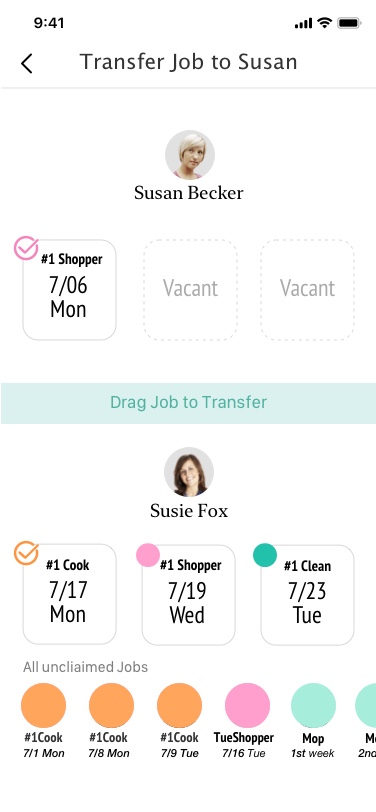 9:41
Transfer Job to Susan
Susan Becker
#1 Shopper
7/06
Mon
Vacant
Vacant
Drag Job to Transfer
Susie Fox
#1 Cook
7/17
Mon
#1 Shopper
7/19
Wed
#1 Clean
7/23
Tue
All uncliaimed Jobs
#1Cook
7/1 Mon
#1Cook
7/8 Mon
#1Cook
7/9 Tue
TueShopper
7/16 Tue
Mop
1st week
2nd